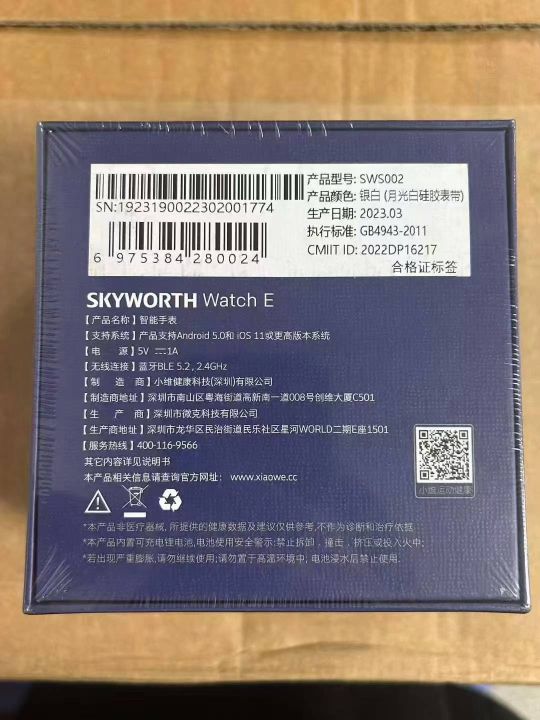 产品型号: SWS002
产品颜色: 银白 (月光白硅胶表带)
SN:1923190022302001774
生产日期: 2023.03
执行标准: GB4943-2011
CMIIT ID: 2022DP16217
6 975384 280024
合格证标签
SKYWORTH Watch E
【产品名称】智能手表
【支持系统】产品支持Android 5.0和 iOS 11或更高版本系统
【电 源】5V⎓1A
【无线连接】蓝牙BLE 5.2 , 2.4GHz
【制 造 商】小维健康科技(深圳)有限公司
【制造商地址】深圳市南山区粤海街道高新南一道008号创维大厦C501
【生 产 商】深圳市微克科技有限公司
【生产商地址】深圳市龙华区民治街道民乐社区星河WORLD二期E座1501
【服务热线】400-116-9566
其它内容详见说明书
本产品相关信息请查询官方网址: www.xiaowe.cc
小维运动健康
*本产品非医疗器械, 所提供的健康数据及建议仅供参考,不作为诊断和治疗依据
*本产品内置可充电锂电池,电池使用安全警示:禁止拆卸 , 撞击 , 挤压或投入火中;
*若出现严重膨胀,请勿继续使用;请勿置于高温环境中; 电池浸水后禁止使用.